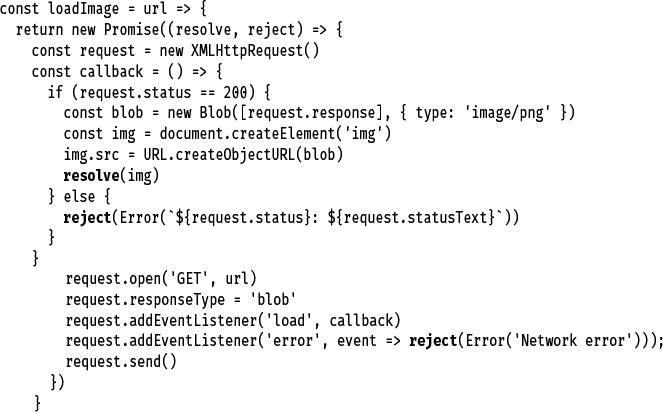 const loadImage = url => {
  return new Promise((resolve, reject) => {
    const request = new XMLHttpRequest()
    const callback = () => {
      if (request.status == 200) {
        const blob = new Blob([request.response], { type: 'image/png' })
        const img = document.createElement('img')
        img.src = URL.createObjectURL(blob)
        resolve(img)
      } else {
        reject(Error(`${request.status}: ${request.statusText}`))
      }
    }
        request.open('GET', url)
        request.responseType = 'blob'
        request.addEventListener('load', callback)
        request.addEventListener('error', event => reject(Error('Network error')));
        request.send()
      })
    }